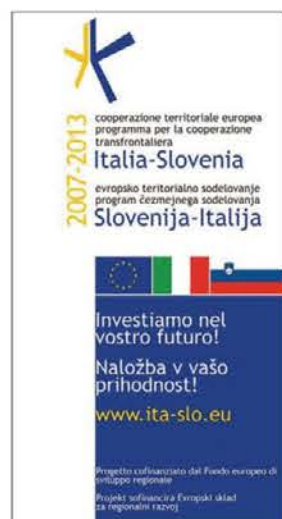 2007-2013
cooperazione territoriale europea
programma per la cooperazione
transfrontaliera
Italia-Slovenia
evropsko teritorialno sodelovanje
program čezmejnega sodelovanja
Slovenija-Italija
Investiamo nel
vostro futuro!
Naložba v vašo
prihodnost!
www.ita-slo.eu
Progetto cofinanziato dal Fondo europeo di
sviluppo regionale
Projekt sofinancira Evropski sklad
za regionalni razvoj